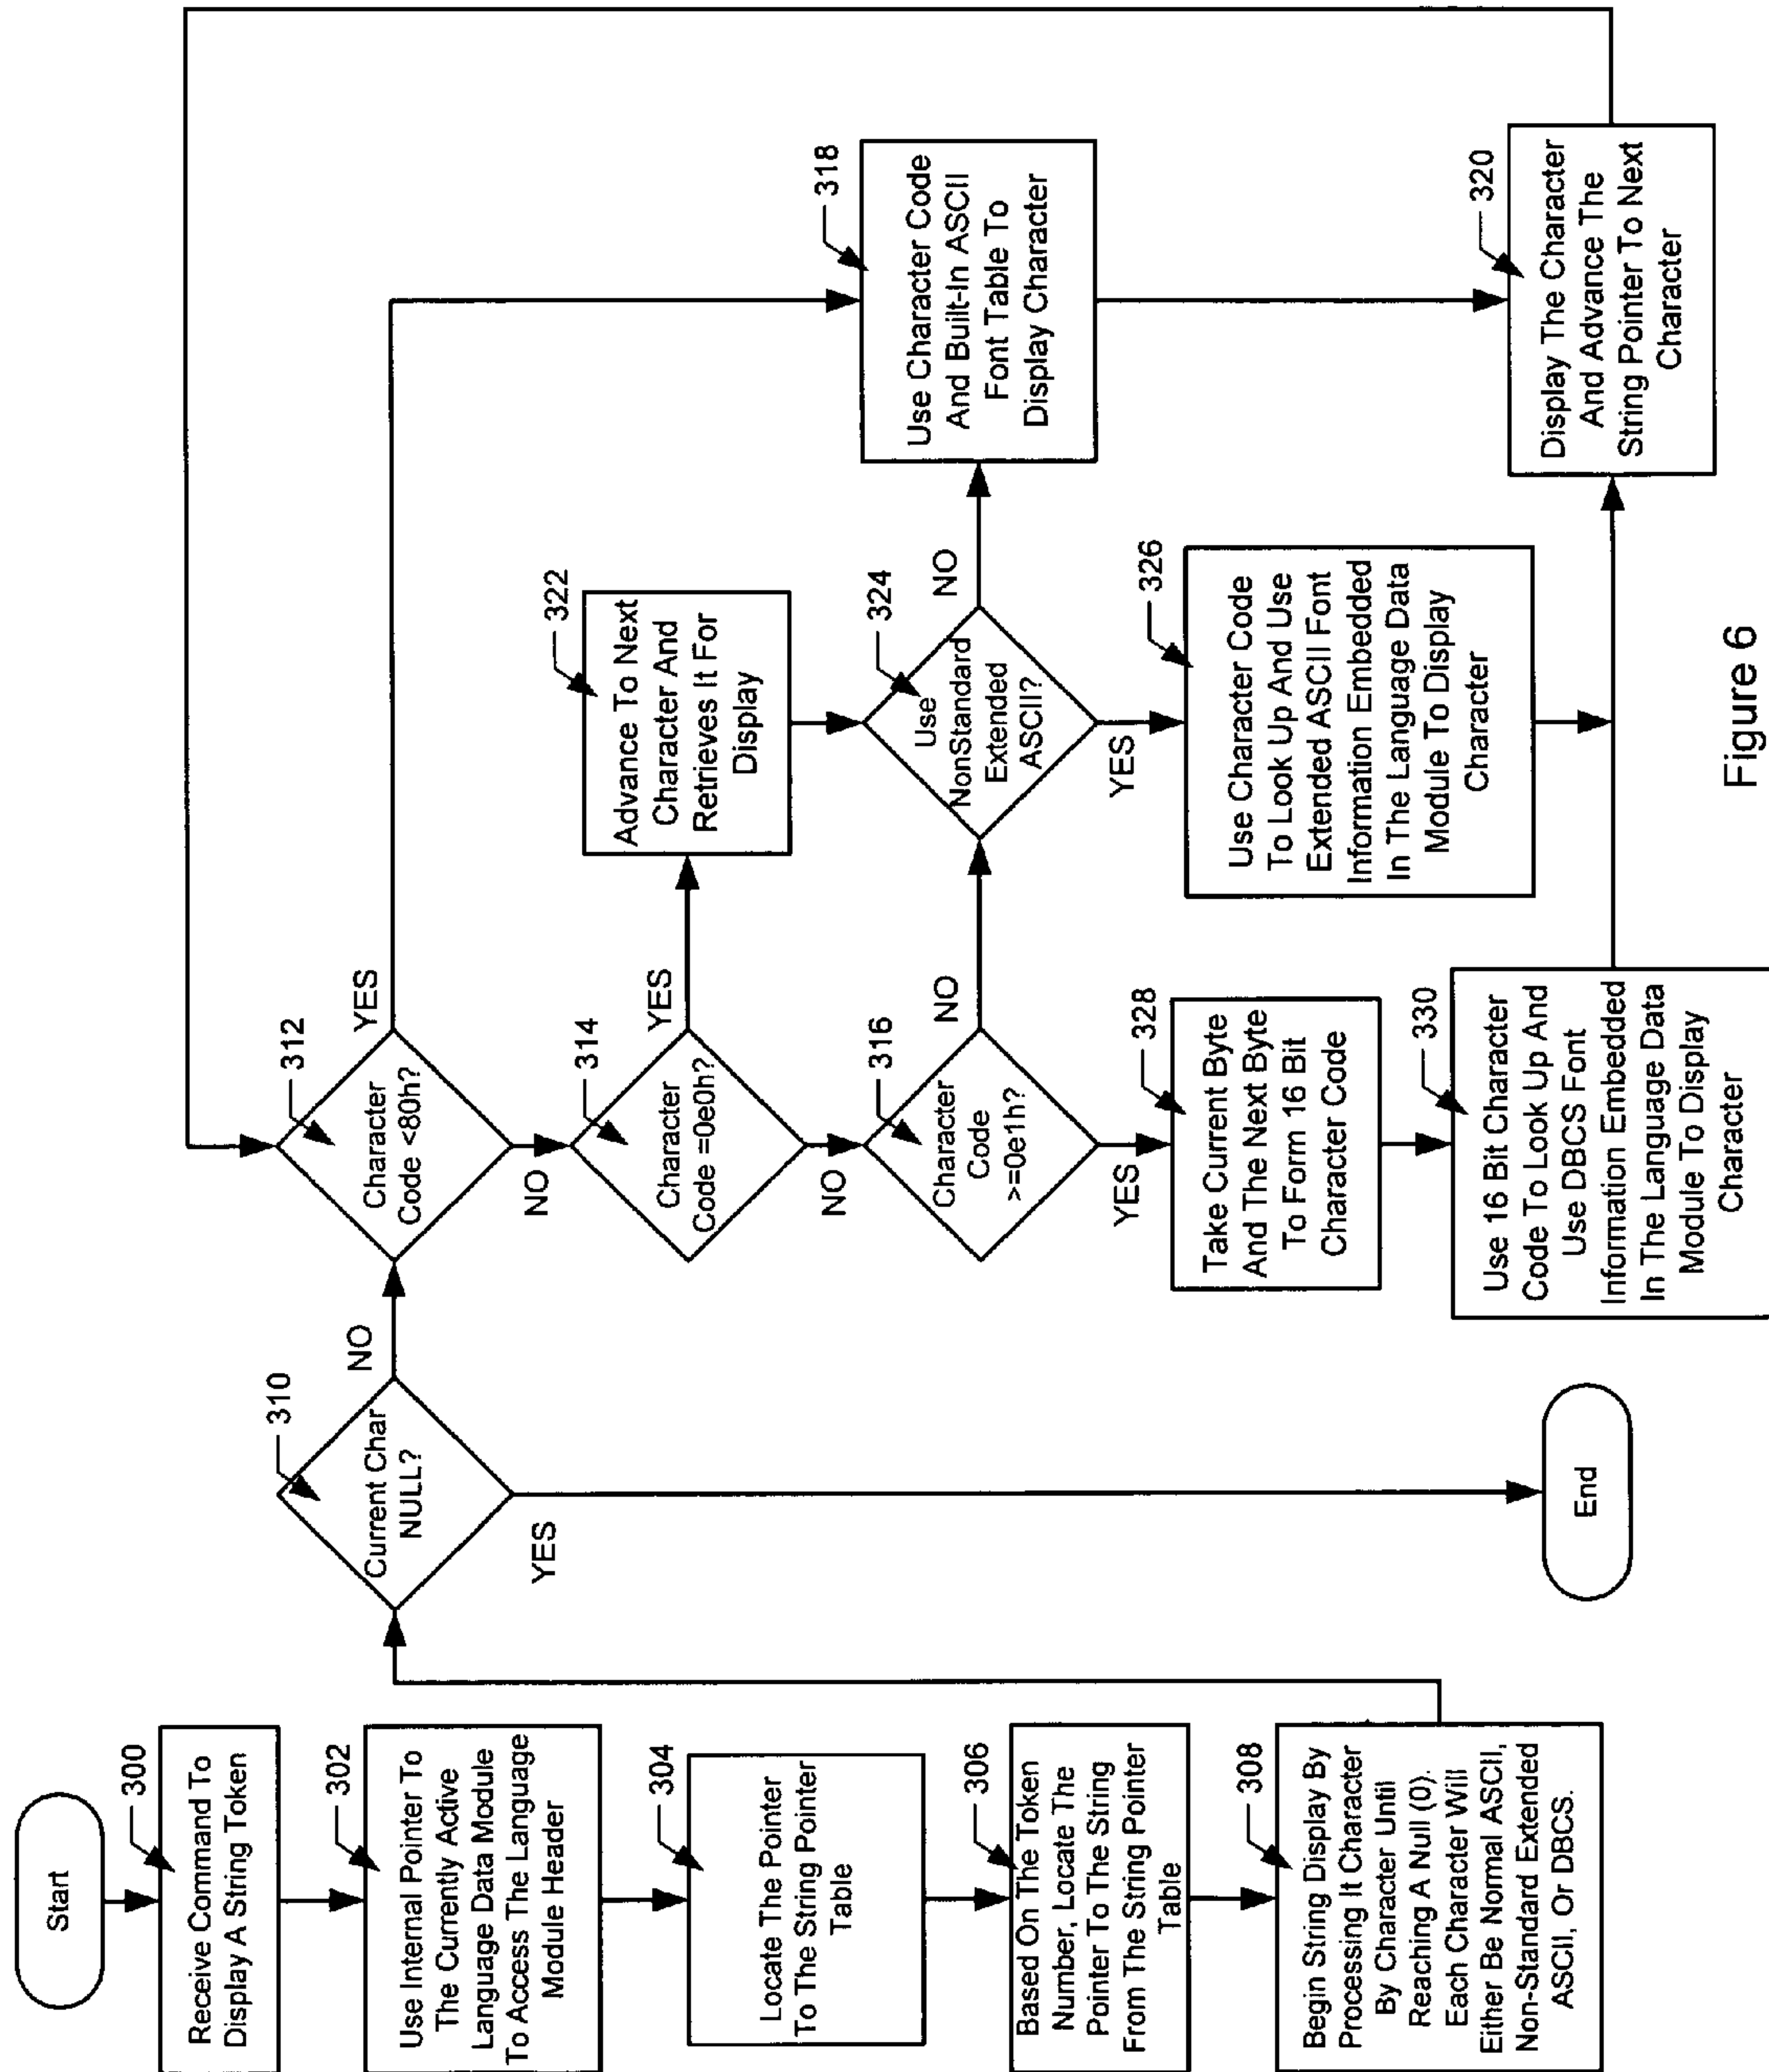 Start
300
Receive Command To
Display A String Token
302
Use Internal Pointer To
The Currently Active
Language Data Module
To Access The Language
Module Header
304
Locate The Pointer
To The String Pointer
Table
306
Based On The Token
Number, Locate The
Pointer To The String
From The String Pointer
Table
308
Begin String Display By
Processing It Character
By Character Until
Reaching A Null (0).
Each Character Will
Either Be Normal ASCII,
Non-Standard Extended
ASCII, Or DBCS.
310
Current Char
NULL?
NO
YES
End
312
Character
Code <80h?
YES
NO
314
Character
Code =0e0h?
YES
NO
316
Character
Code
>=0e1h?
NO
YES
328
Take Current Byte
And The Next Byte
To Form 16 Bit
Character Code
330
Use 16 Bit Character
Code To Look Up And
Use DBCS Font
Information Embedded
In The Language Data
Module To Display
Character
322
Advance To Next
Character And
Retrieves It For
Display
324
Use
NonStandard
Extended
ASCII?
NO
YES
326
Use Character Code
To Look Up And Use
Extended ASCII Font
Information Embedded
In The Language Data
Module To Display
Character
318
Use Character Code
And Built-In ASCII
Font Table To
Display Character
320
Display The Character
And Advance The
String Pointer To Next
Character
Figure 6